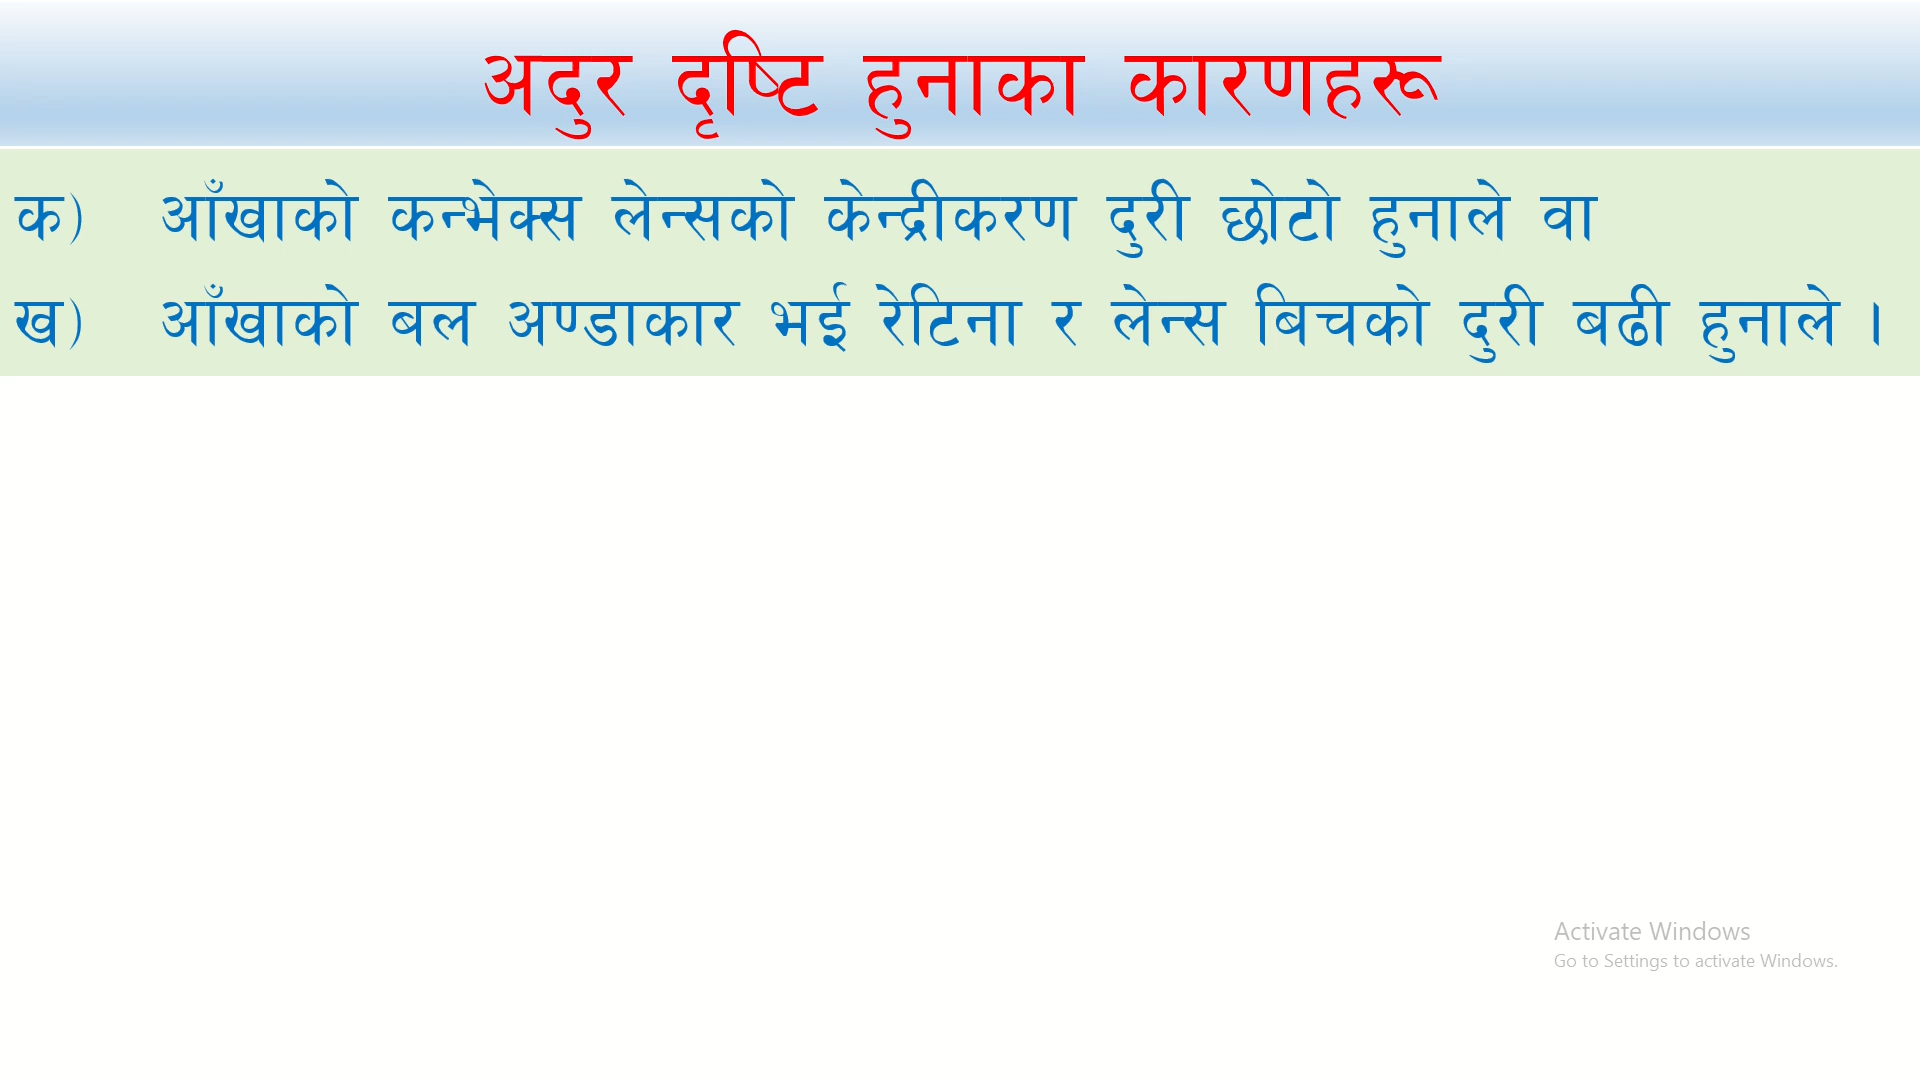 अदुर दृष्टि हुनाका कारणहरू
क) आँखाको कन्भेक्स लेन्सको केन्द्रीकरण दुरी छोटो हुनाले वा
ख) आँखाको बल अण्डाकार भई रेटिना र लेन्स बिचको दुरी बढी हुनाले ।
Activate Windows
Go to Settings to activate Windows.